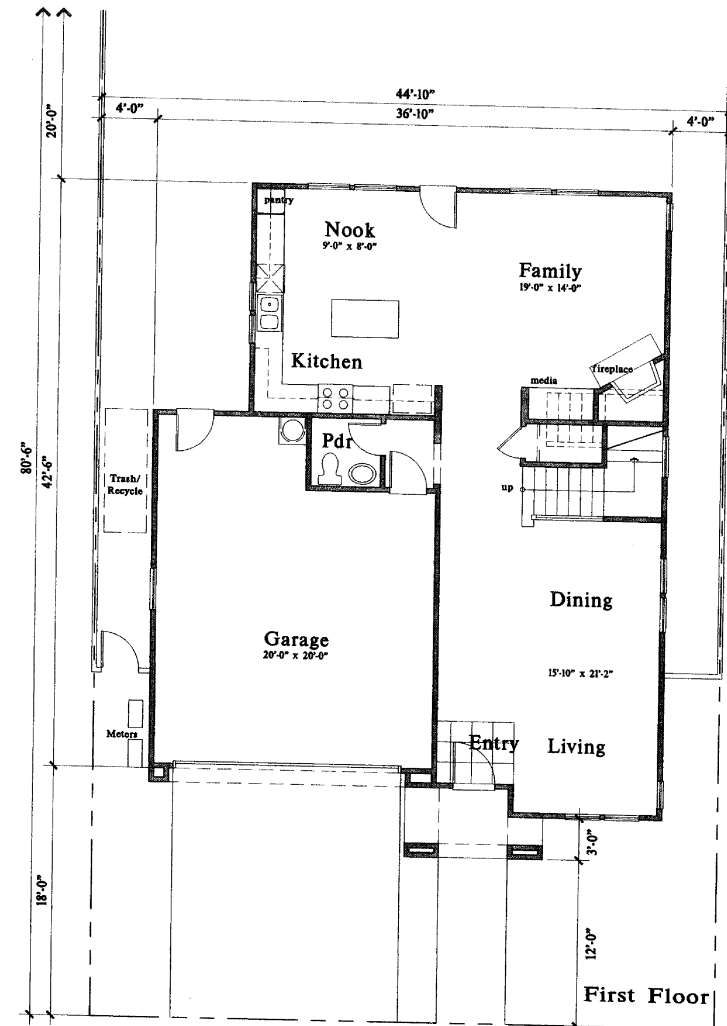 44'-10"
4'-0"
36'-10"
4'-0"
20'-0"
pantry
Nook
9'-0" x 8'-0"
Family
19'-0" x 14'-0"
Kitchen
media
fireplace
Pdr
80'-6"
42'-6"
Trash/
Recycle
up
Dining
Garage
20'-0" x 20'-0"
15'-10" x 21'-2"
Meters
Entry
Living
3'-0"
18'-0"
12'-0"
First Floor